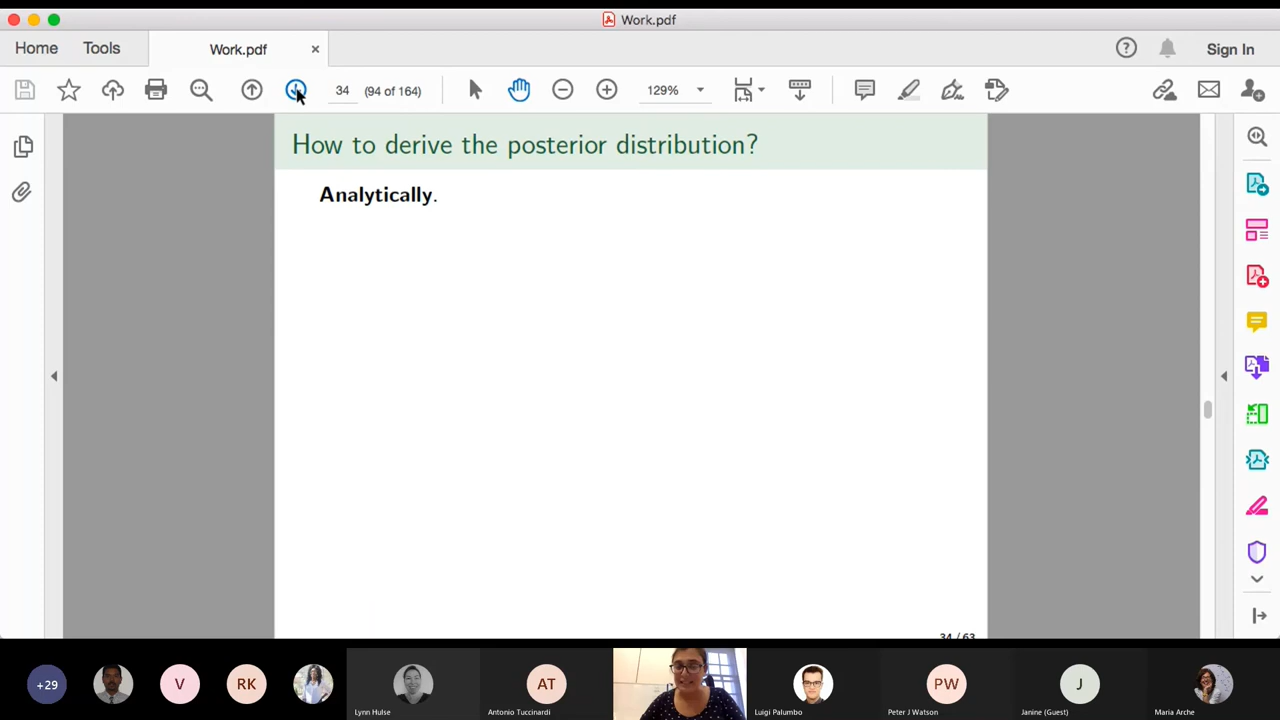 Work.pdf
Home
Tools
Work.pdf
Sign In
34 (94 of 164)
129%
How to derive the posterior distribution?
Analytically.
34 / 63
+29
V
RK
AT
PW
J
Lynn Hulse
Antonio Tuccinardi
Luigi Palumbo
Peter J Watson
Janine (Guest)
Maria Arche